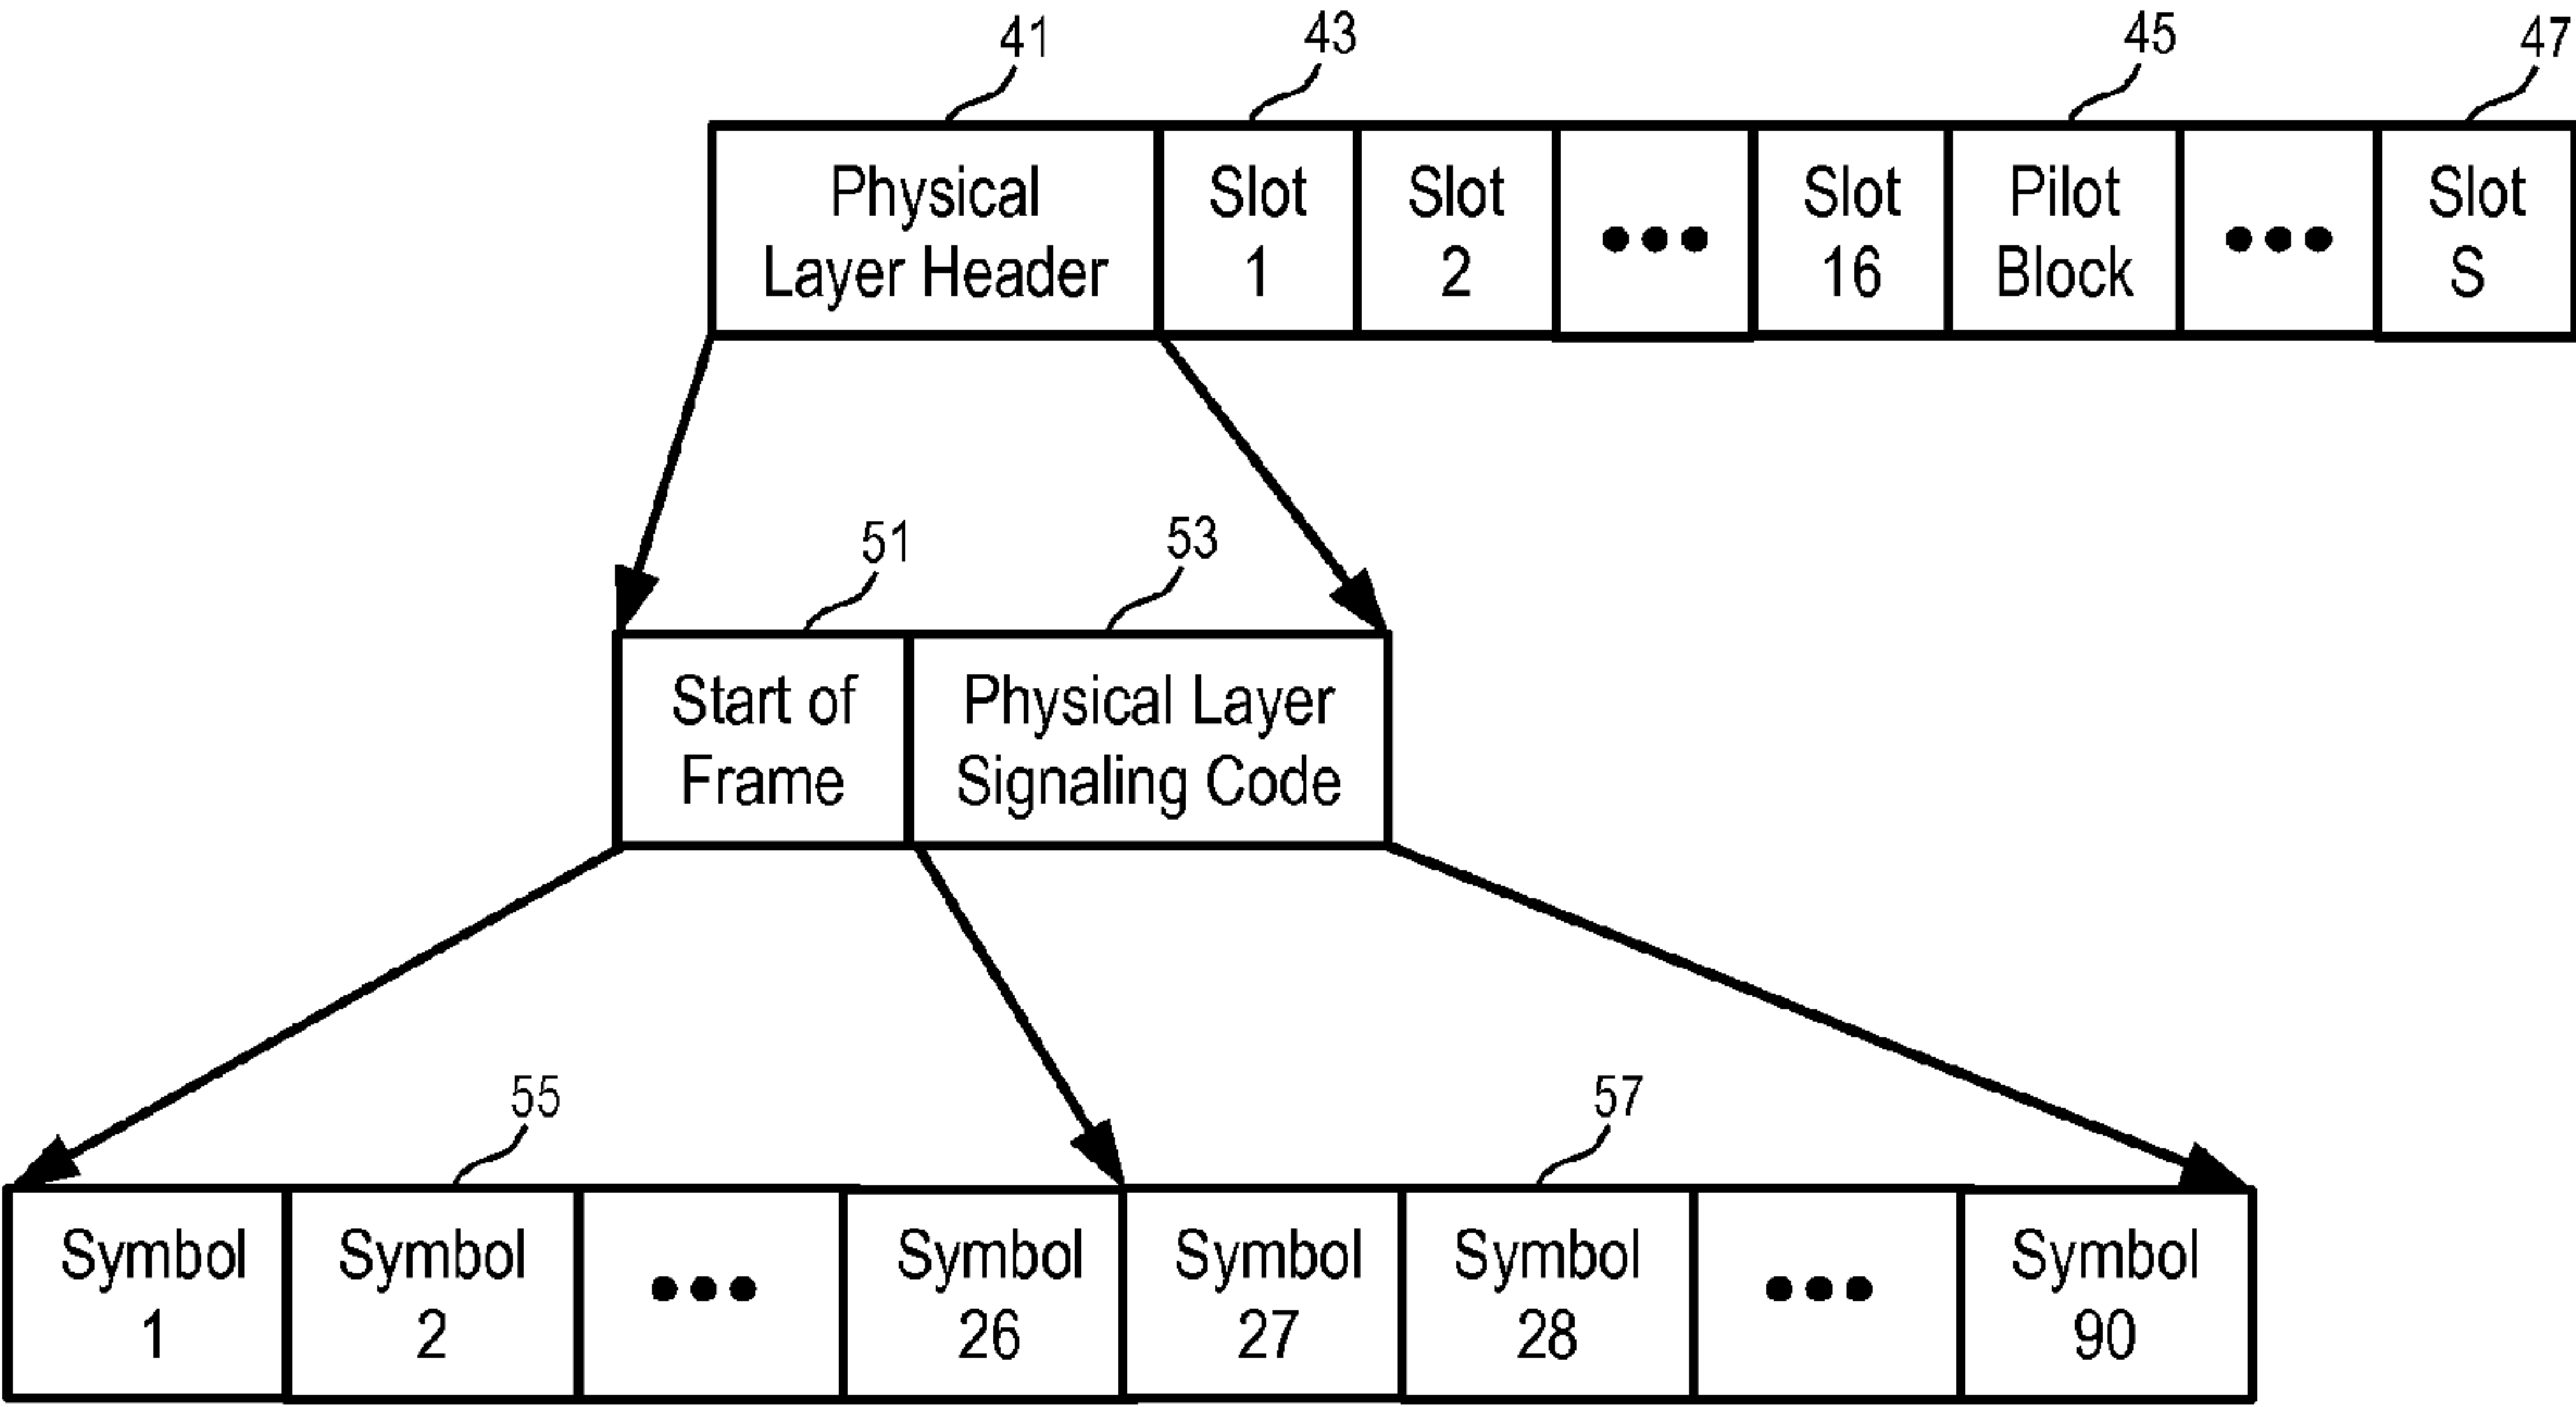 41 43 45 47
Physical Slot Slot Slot Pilot Slot
Layer Header 1 2 ••• 16 Block ••• S
51 53
Start of Physical Layer
Frame Signaling Code
55 57
Symbol Symbol Symbol Symbol Symbol Symbol
1 2 ••• 26 27 28 ••• 90